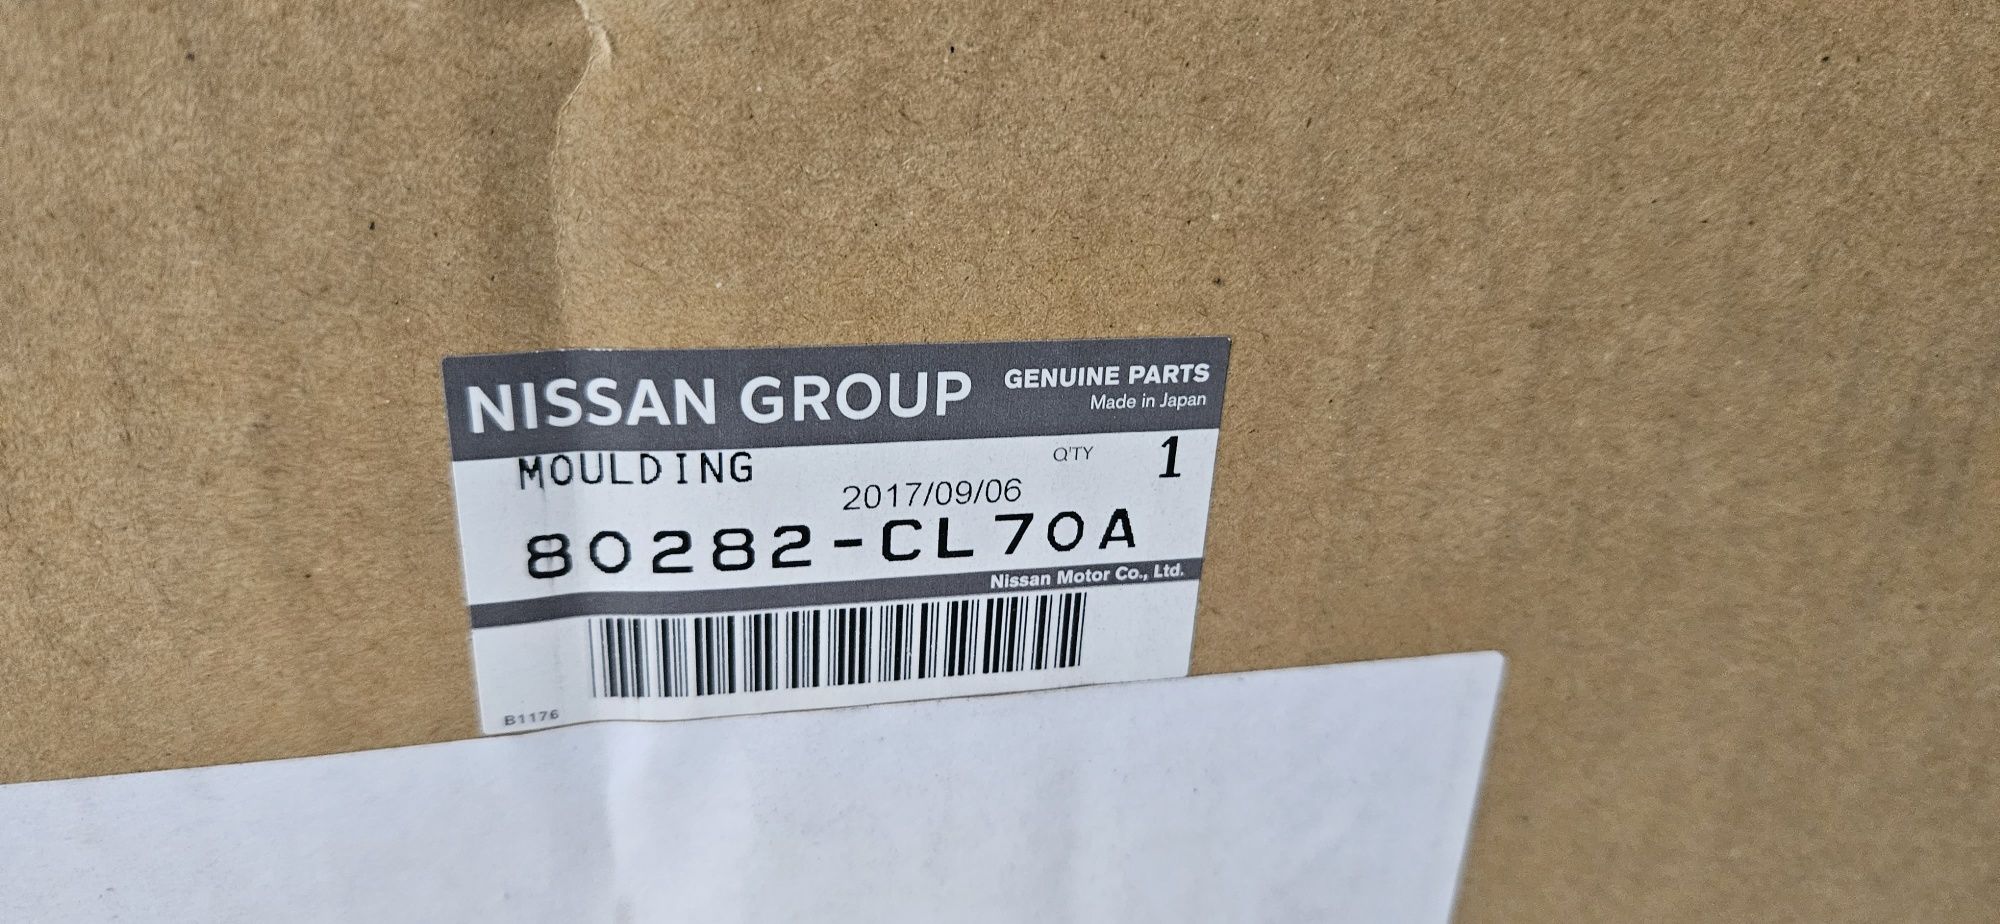 NISSAN GROUP GENUINE PARTS
Made in Japan
MOULDING Q'TY 1
2017/09/06
80282-CL70A
Nissan Motor Co., Ltd.
B1176